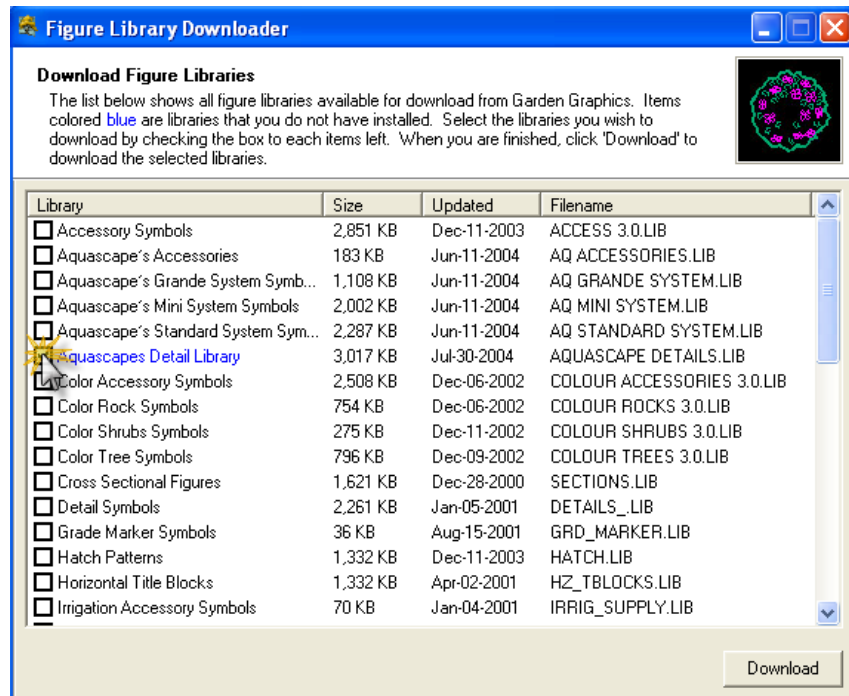 Figure Library Downloader
Download Figure Libraries
The list below shows all figure libraries available for download from Garden Graphics. Items
colored blue are libraries that you do not have installed. Select the libraries you wish to
download by checking the box to each items left. When you are finished, click 'Download' to
download the selected libraries.
Library Size Updated Filename
Accessory Symbols 2,851 KB Dec-11-2003 ACCESS 3.0.LIB
Aquascape's Accessories 183 KB Jun-11-2004 AQ ACCESSORIES.LIB
Aquascape's Grande System Symb... 1,108 KB Jun-11-2004 AQ GRANDE SYSTEM.LIB
Aquascape's Mini System Symbols 2,002 KB Jun-11-2004 AQ MINI SYSTEM.LIB
Aquascape's Standard System Sym... 2,287 KB Jun-11-2004 AQ STANDARD SYSTEM.LIB
Aquascapes Detail Library 3,017 KB Jul-30-2004 AQUASCAPE DETAILS.LIB
Color Accessory Symbols 2,508 KB Dec-06-2002 COLOUR ACCESSORIES 3.0.LIB
Color Rock Symbols 754 KB Dec-06-2002 COLOUR ROCKS 3.0.LIB
Color Shrubs Symbols 275 KB Dec-11-2002 COLOUR SHRUBS 3.0.LIB
Color Tree Symbols 796 KB Dec-09-2002 COLOUR TREES 3.0.LIB
Cross Sectional Figures 1,621 KB Dec-28-2000 SECTIONS.LIB
Detail Symbols 2,261 KB Jan-05-2001 DETAILS_.LIB
Grade Marker Symbols 36 KB Aug-15-2001 GRD_MARKER.LIB
Hatch Patterns 1,332 KB Dec-11-2003 HATCH.LIB
Horizontal Title Blocks 1,332 KB Apr-02-2001 HZ_TBLOCKS.LIB
Irrigation Accessory Symbols 70 KB Jan-04-2001 IRRIG_SUPPLY.LIB
Download